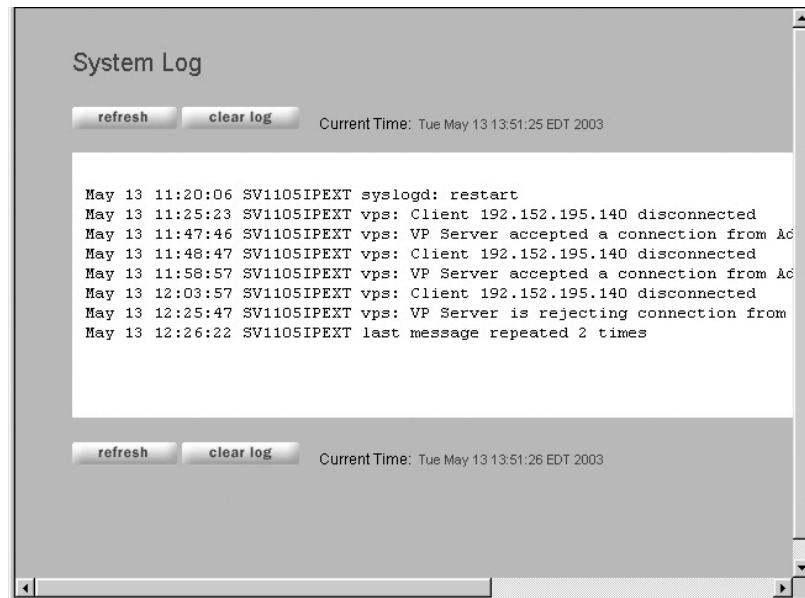 System Log
refresh clear log Current Time: Tue May 13 13:51:25 EDT 2003
May 13 11:20:06 SV1105IPEXT syslogd: restart
May 13 11:25:23 SV1105IPEXT vps: Client 192.152.195.140 disconnected
May 13 11:47:46 SV1105IPEXT vps: VP Server accepted a connection from Ad
May 13 11:48:47 SV1105IPEXT vps: Client 192.152.195.140 disconnected
May 13 11:58:57 SV1105IPEXT vps: VP Server accepted a connection from Ad
May 13 12:03:57 SV1105IPEXT vps: Client 192.152.195.140 disconnected
May 13 12:25:47 SV1105IPEXT vps: VP Server is rejecting connection from
May 13 12:26:22 SV1105IPEXT last message repeated 2 times
refresh clear log Current Time: Tue May 13 13:51:26 EDT 2003